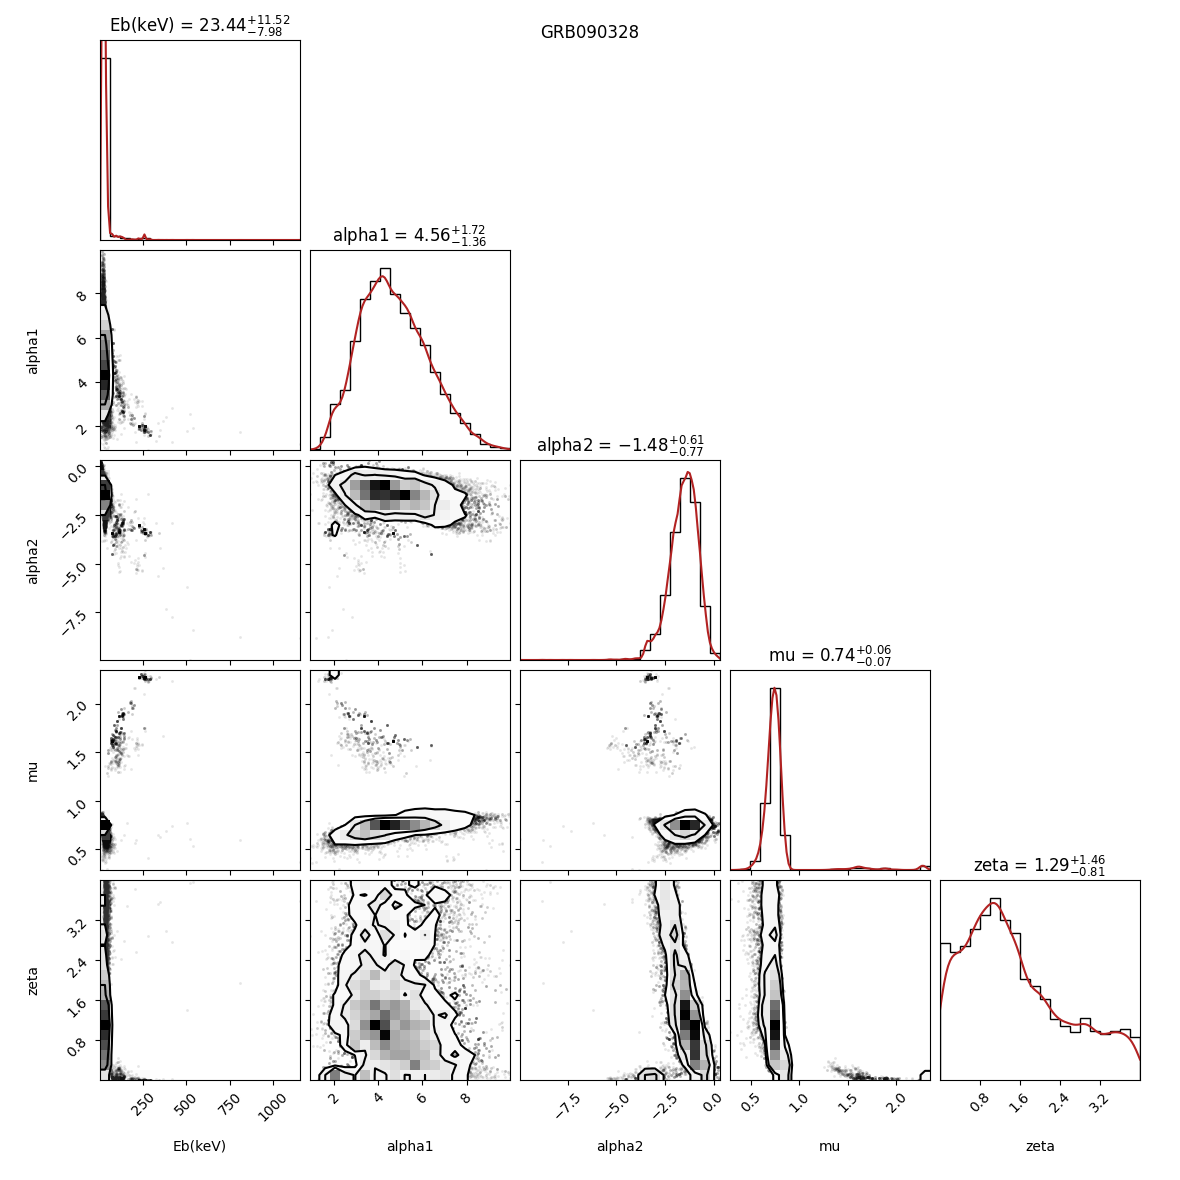 GRB090328
Eb(keV) = 23.44+11.52−7.98
alpha1 = 4.56+1.72−1.36
alpha2 = −1.48+0.61−0.77
mu = 0.74+0.06−0.07
zeta = 1.29+1.46−0.81
8
6
4
2
alpha1
0.0
−2.5
−5.0
−7.5
alpha2
2.0
1.5
1.0
0.5
mu
3.2
2.4
1.6
0.8
zeta
250 500 750 1000
2 4 6 8
−7.5 −5.0 −2.5 0.0
0.5 1.0 1.5 2.0
0.8 1.6 2.4 3.2
Eb(keV) alpha1 alpha2 mu zeta